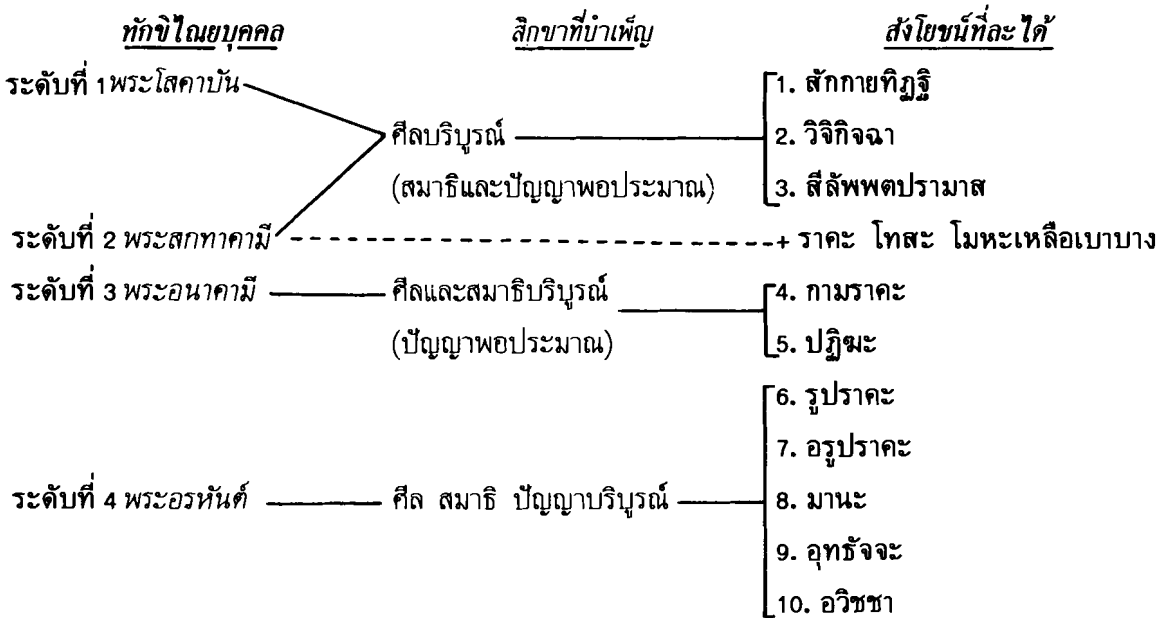 ทักขิไณยบุคคล สิกขาที่บำเพ็ญ สังโยชน์ที่ละได้
ระดับที่ 1 พระโสดาบัน 1. สักกายทิฏฐิ
ศีลบริบูรณ์ 2. วิจิกิจฉา
(สมาธิและปัญญาพอประมาณ) 3. สีลัพพตปรามาส
ระดับที่ 2 พระสกทาคามี + ราคะ โทสะ โมหะเหลือเบาบาง
ระดับที่ 3 พระอนาคามี ศีลและสมาธิบริบูรณ์ 4. กามราคะ
(ปัญญาพอประมาณ) 5. ปฏิฆะ
6. รูปราคะ
7. อรูปราคะ
ระดับที่ 4 พระอรหันต์ ศีล สมาธิ ปัญญาบริบูรณ์ 8. มานะ
9. อุทธัจจะ
10. อวิชชา